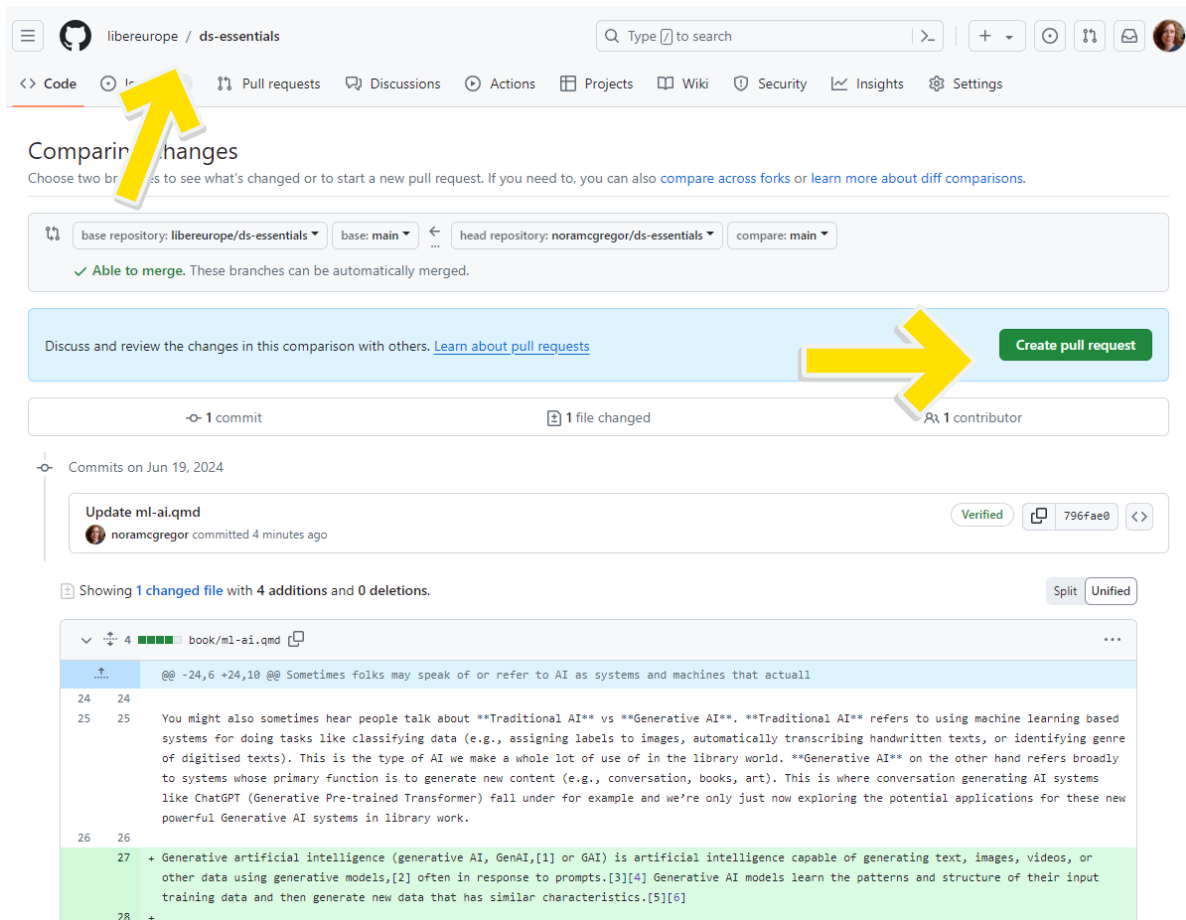 libereurope / ds-essentials
Type / to search
<> Code
Pull requests
Discussions
Actions
Projects
Wiki
Security
Insights
Settings
Comparing changes
Choose two branches to see what's changed or to start a new pull request. If you need to, you can also compare across forks or learn more about diff comparisons.
base repository: libereurope/ds-essentials
base: main
...
head repository: noramcgregor/ds-essentials
compare: main
Able to merge. These branches can be automatically merged.
Discuss and review the changes in this comparison with others. Learn about pull requests
Create pull request
1 commit
1 file changed
1 contributor
Commits on Jun 19, 2024
Update ml-ai.qmd
noramcgregor committed 4 minutes ago
Verified
796fae0
<>
Showing 1 changed file with 4 additions and 0 deletions.
Split Unified
4 book/ml-ai.qmd
...
@@ -24,6 +24,10 @@ Sometimes folks may speak of or refer to AI as systems and machines that actuall
24 24
25 25 You might also sometimes hear people talk about **Traditional AI** vs **Generative AI**. **Traditional AI** refers to using machine learning based
systems for doing tasks like classifying data (e.g., assigning labels to images, automatically transcribing handwritten texts, or identifying genre
of digitised texts). This is the type of AI we make a whole lot of use of in the library world. **Generative AI** on the other hand refers broadly
to systems whose primary function is to generate new content (e.g., conversation, books, art). This is where conversation generating AI systems
like ChatGPT (Generative Pre-trained Transformer) fall under for example and we're only just now exploring the potential applications for these new
powerful Generative AI systems in library work.
26 26
27 + Generative artificial intelligence (generative AI, GenAI,[1] or GAI) is artificial intelligence capable of generating text, images, videos, or
other data using generative models,[2] often in response to prompts.[3][4] Generative AI models learn the patterns and structure of their input
training data and then generate new data that has similar characteristics.[5][6]
28 +